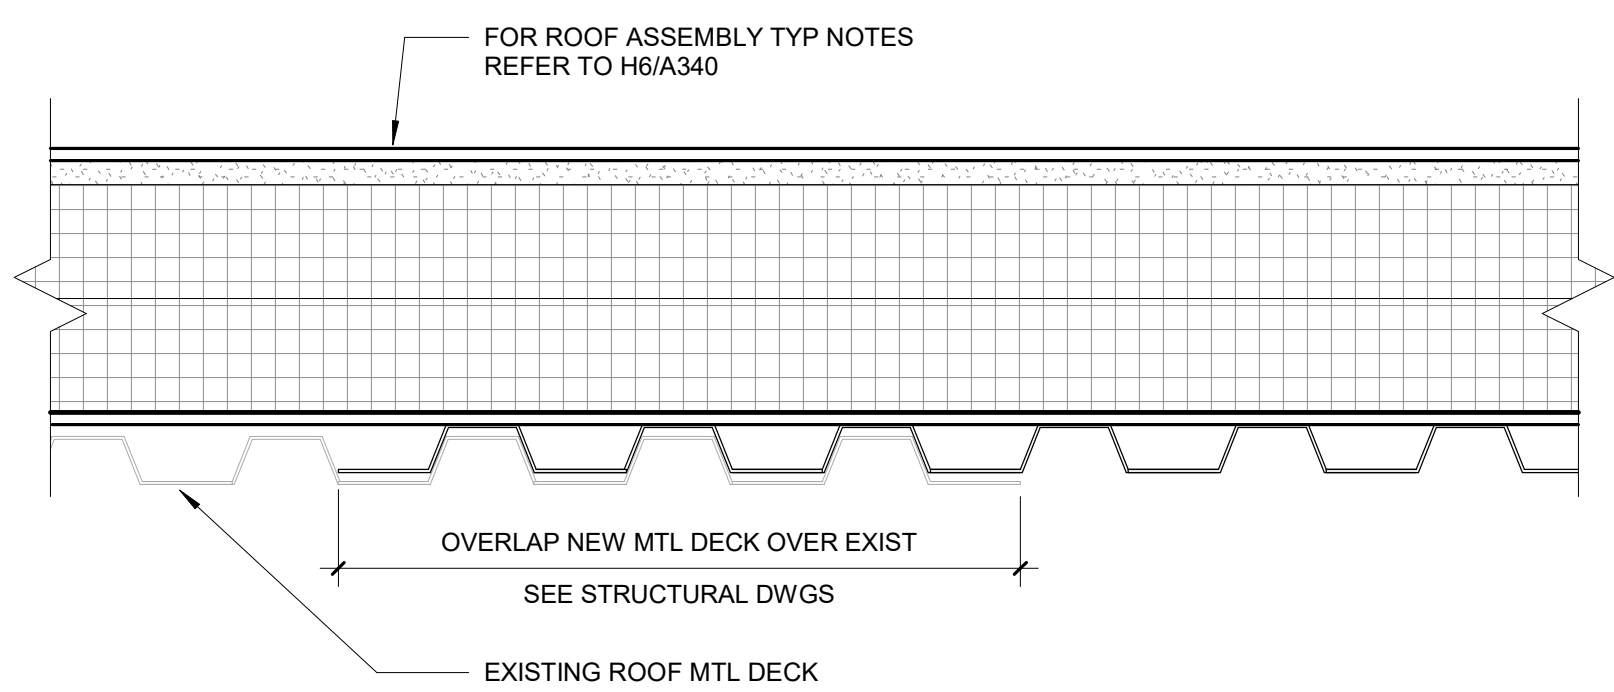 FOR ROOF ASSEMBLY TYP NOTES
REFER TO H6/A340
OVERLAP NEW MTL DECK OVER EXIST
SEE STRUCTURAL DWGS
EXISTING ROOF MTL DECK